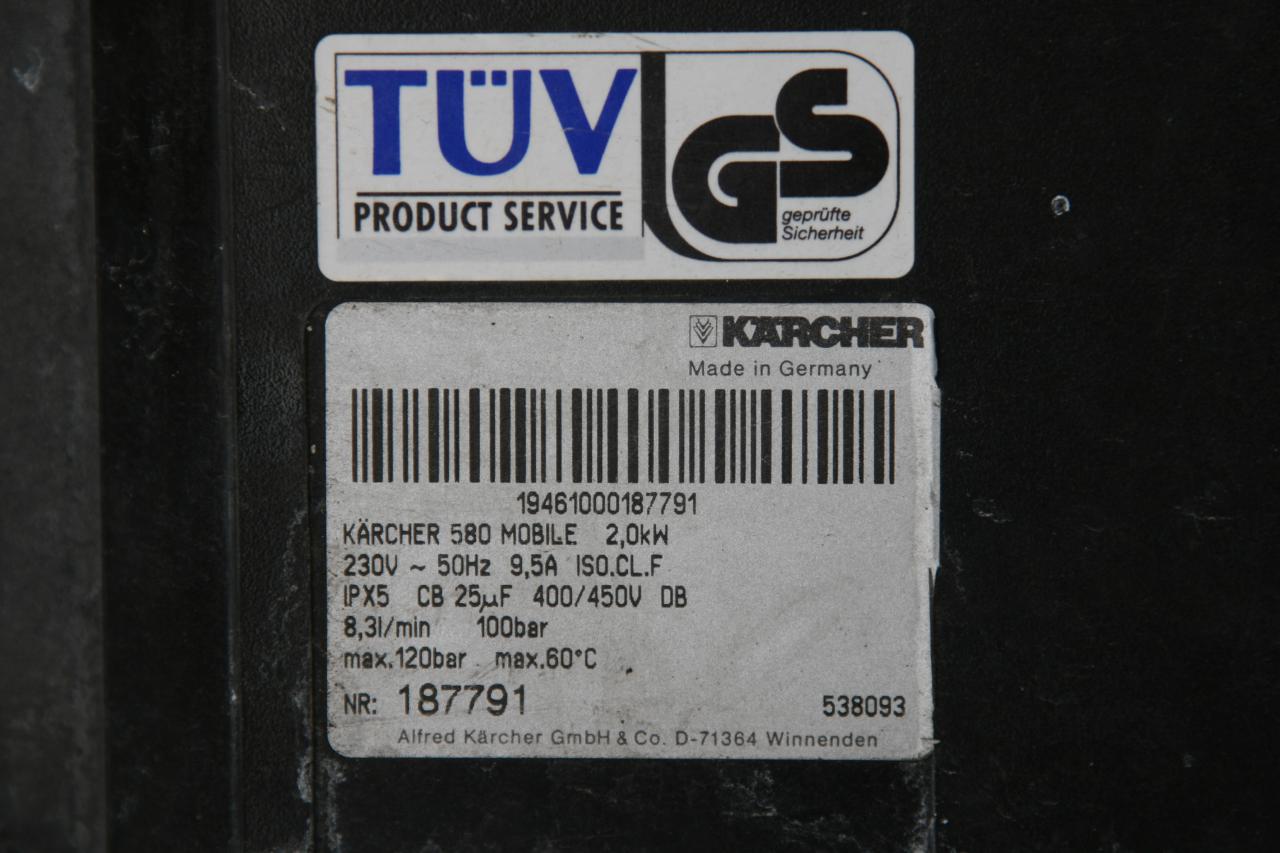 TÜV
PRODUCT SERVICE
GS
geprüfte
Sicherheit
KÄRCHER
Made in Germany
19461000187791
KÄRCHER 580 MOBILE 2,0kW
230V ~ 50Hz 9,5A ISO.CL.F
IPX5 CB 25µF 400/450V DB
8,3l/min 100bar
max.120bar max.60°C
NR: 187791 538093
Alfred Kärcher GmbH & Co. D-71364 Winnenden